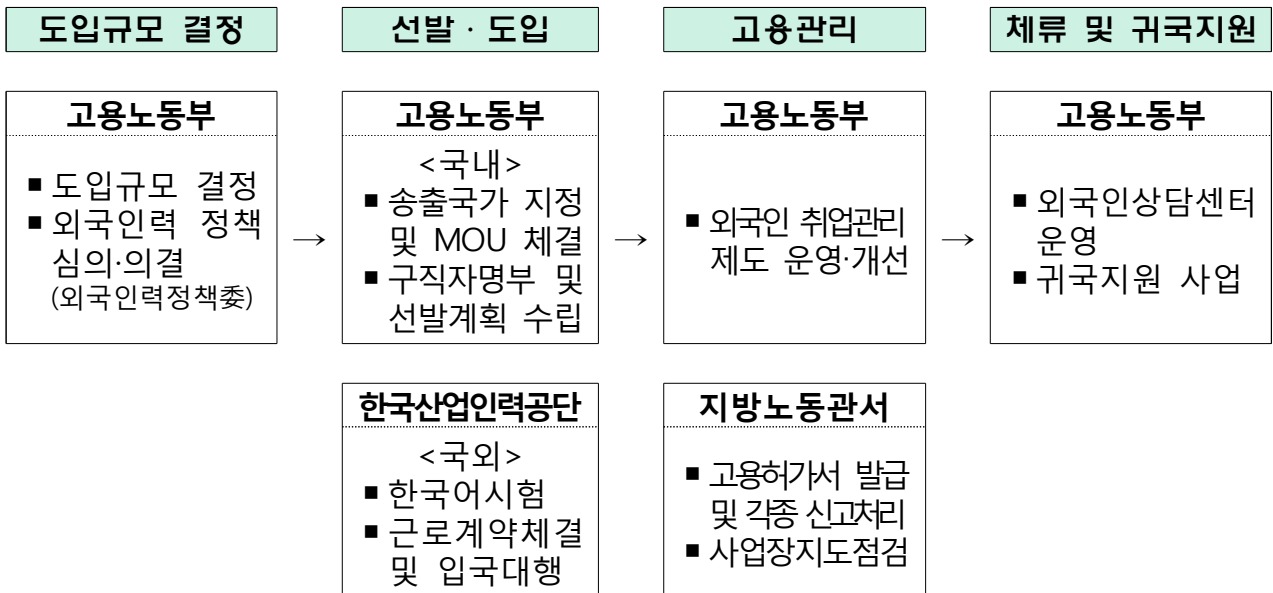 도입규모 결정
선발 · 도입
고용관리
체류 및 귀국지원
고용노동부
■ 도입규모 결정
■ 외국인력 정책
심의·의결
(외국인력정책委)
→
고용노동부
<국내>
■ 송출국가 지정
및 MOU 체결
■ 구직자명부 및
선발계획 수립
→
고용노동부
■ 외국인 취업관리
제도 운영·개선
→
고용노동부
■ 외국인상담센터
운영
■ 귀국지원 사업
한국산업인력공단
<국외>
■ 한국어시험
■ 근로계약체결
및 입국대행
지방노동관서
■ 고용허가서 발급
및 각종 신고처리
■ 사업장지도점검